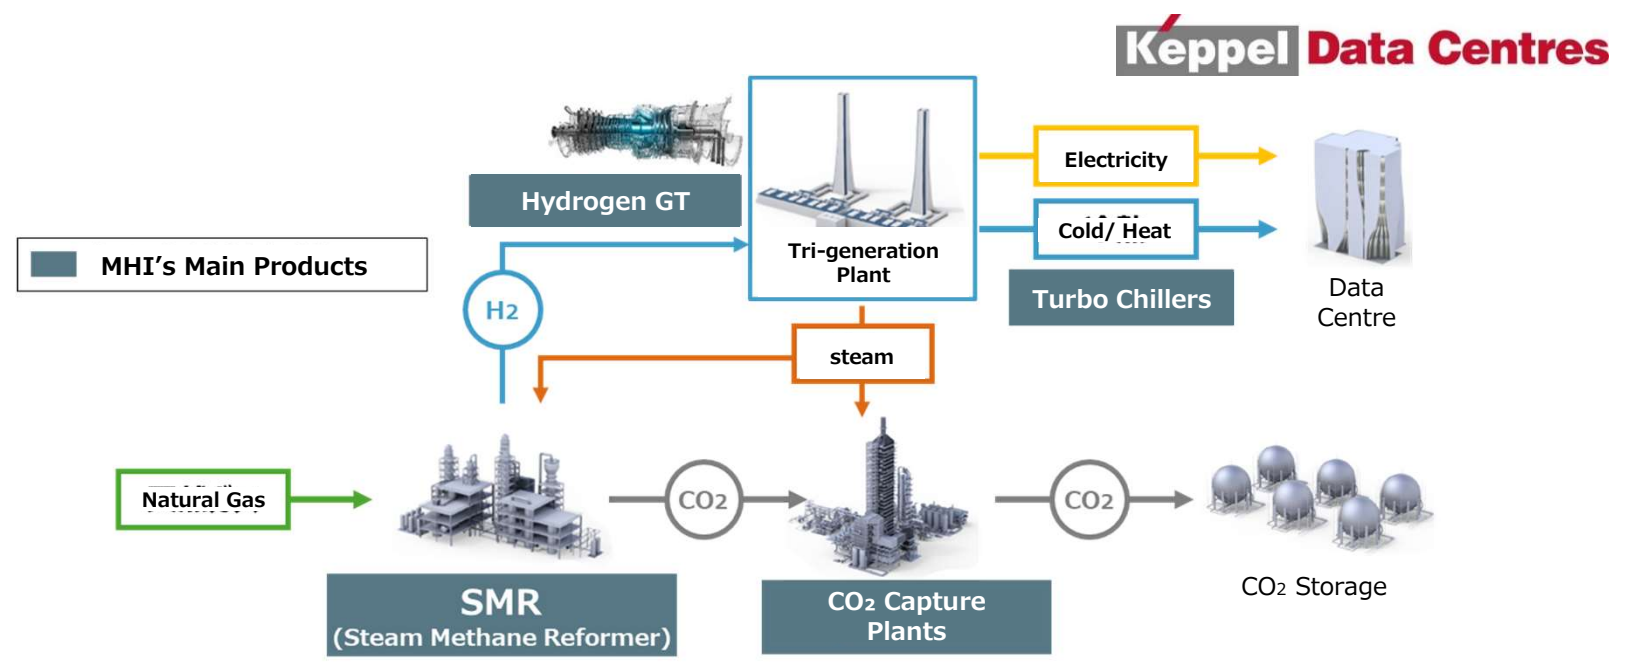 Keppel Data Centres
Hydrogen GT
Electricity
Cold/ Heat
Tri-generation
Plant
MHI’s Main Products
Turbo Chillers
Data
Centre
H2
steam
Natural Gas
CO2
CO2
SMR
(Steam Methane Reformer)
CO2 Capture
Plants
CO2 Storage